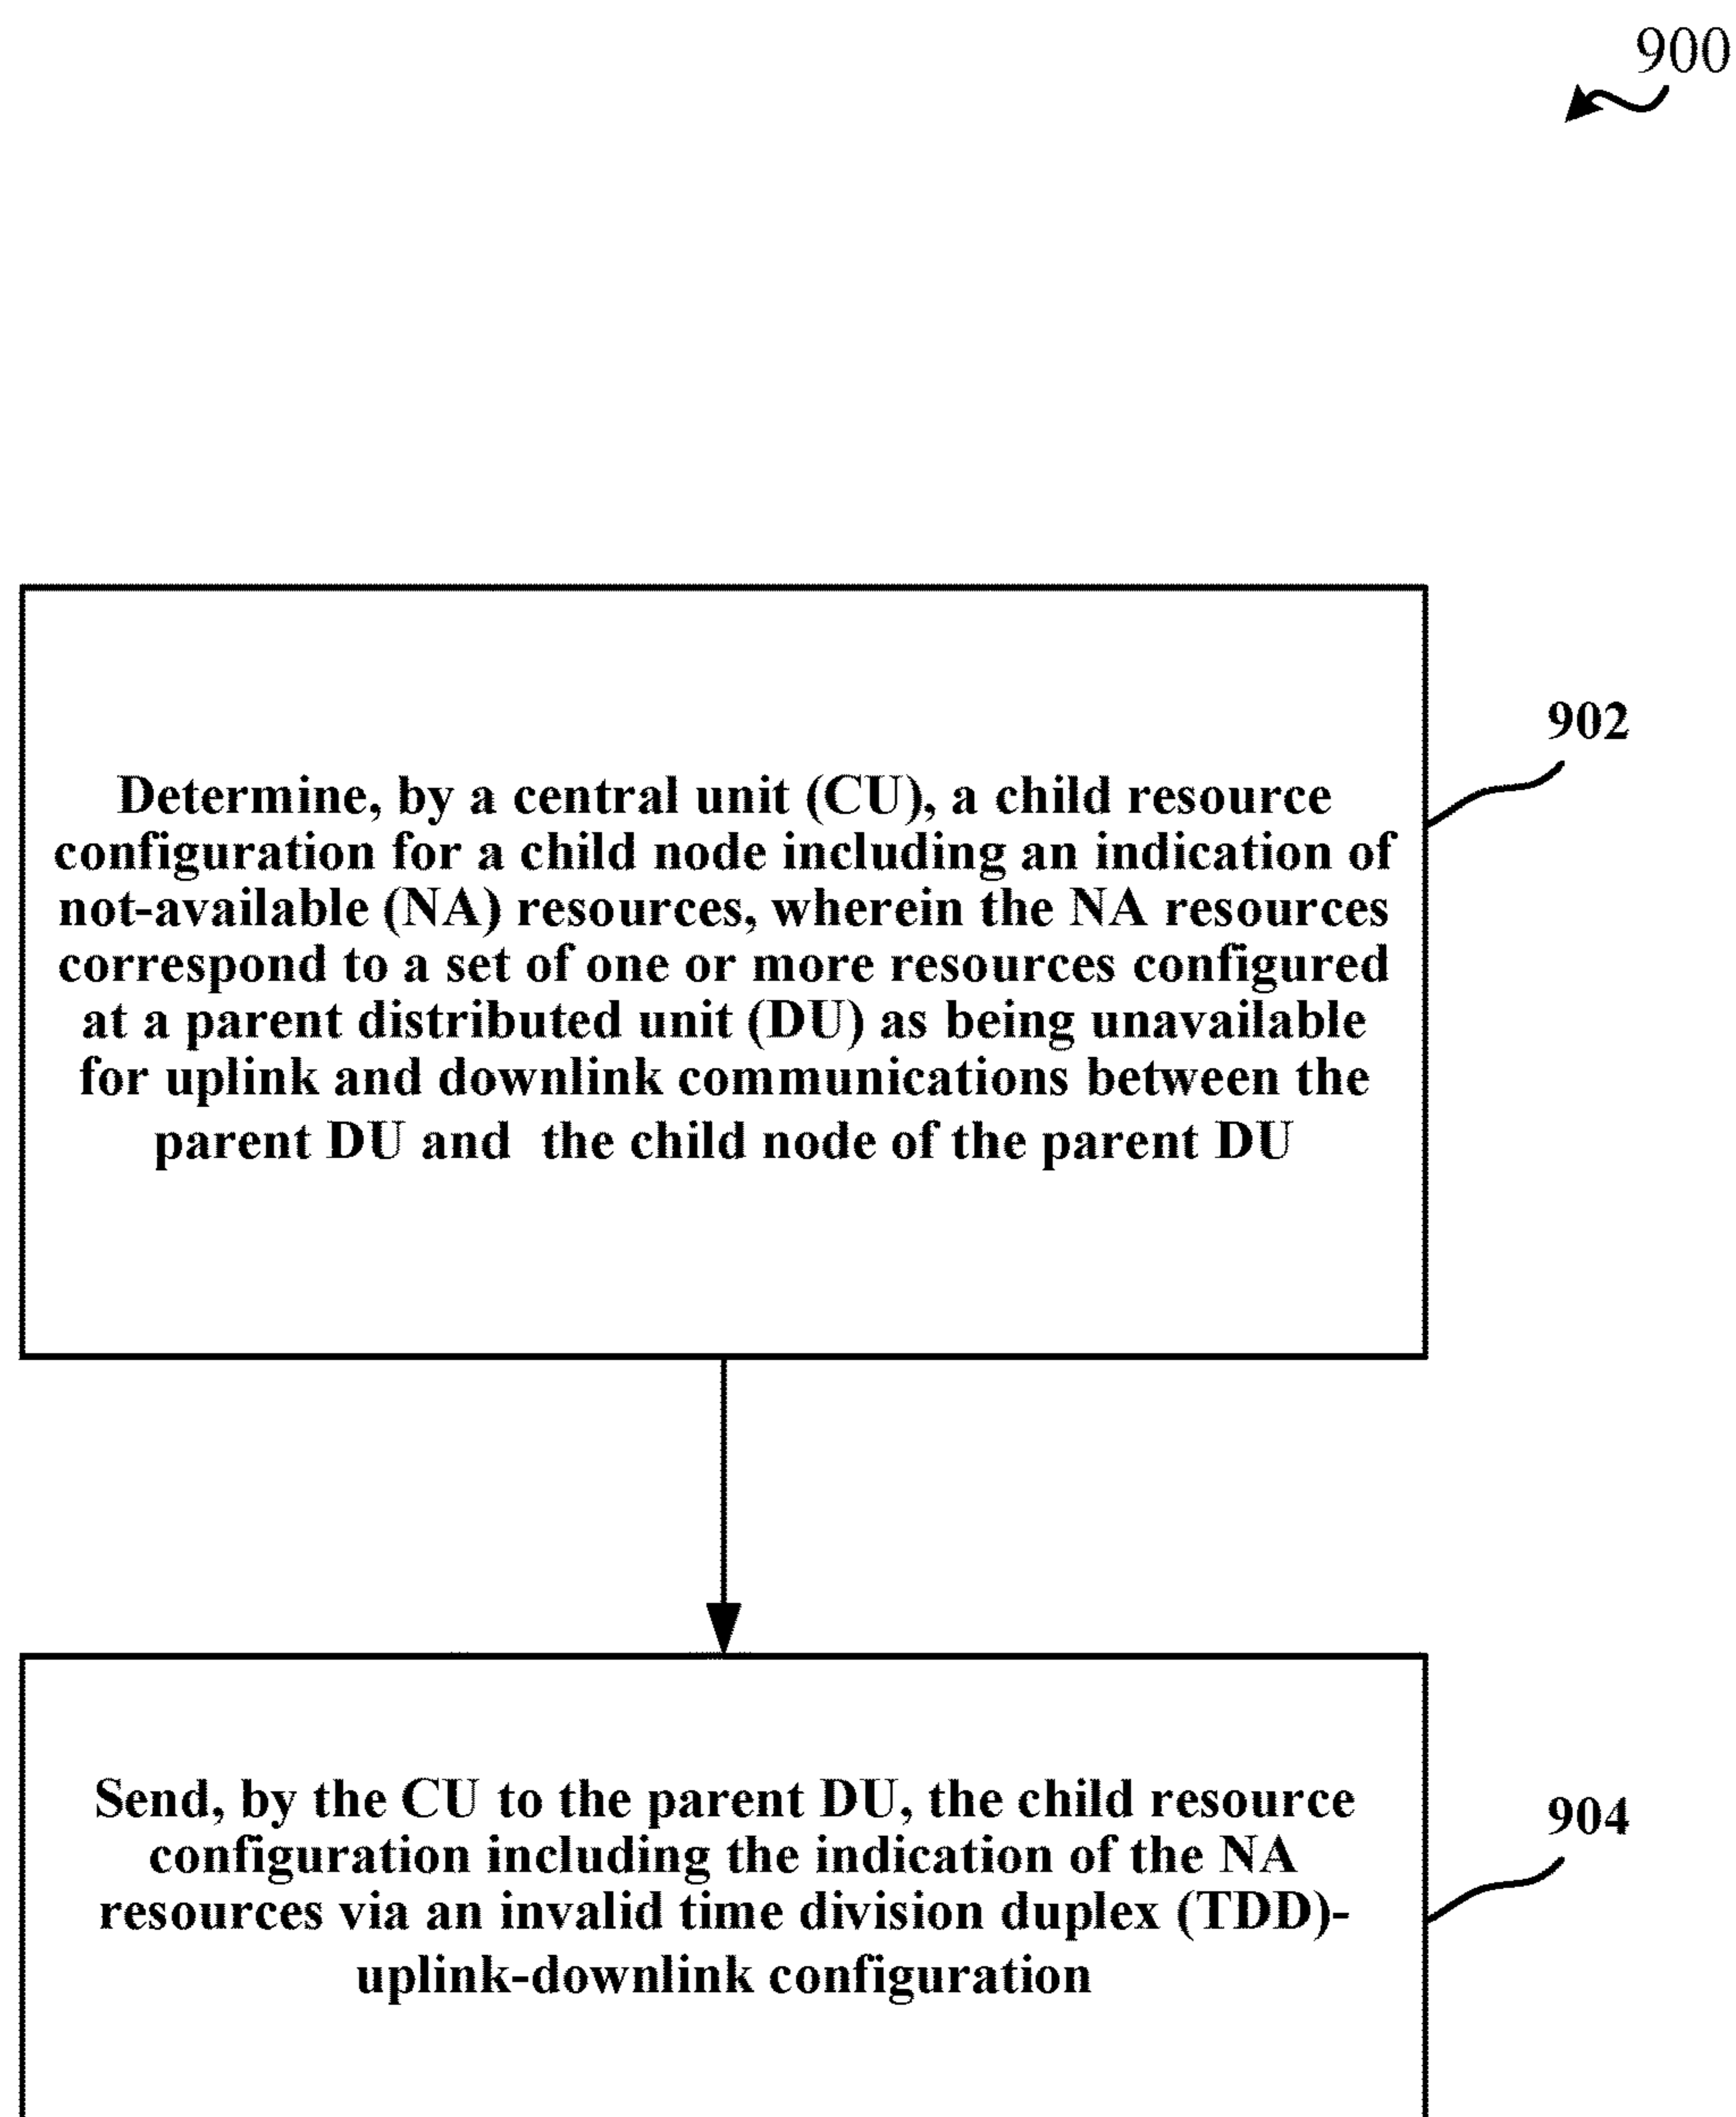 900
Determine, by a central unit (CU), a child resource
configuration for a child node including an indication of
not-available (NA) resources, wherein the NA resources
correspond to a set of one or more resources configured
at a parent distributed unit (DU) as being unavailable
for uplink and downlink communications between the
parent DU and the child node of the parent DU
902
Send, by the CU to the parent DU, the child resource
configuration including the indication of the NA
resources via an invalid time division duplex (TDD)-
uplink-downlink configuration
904